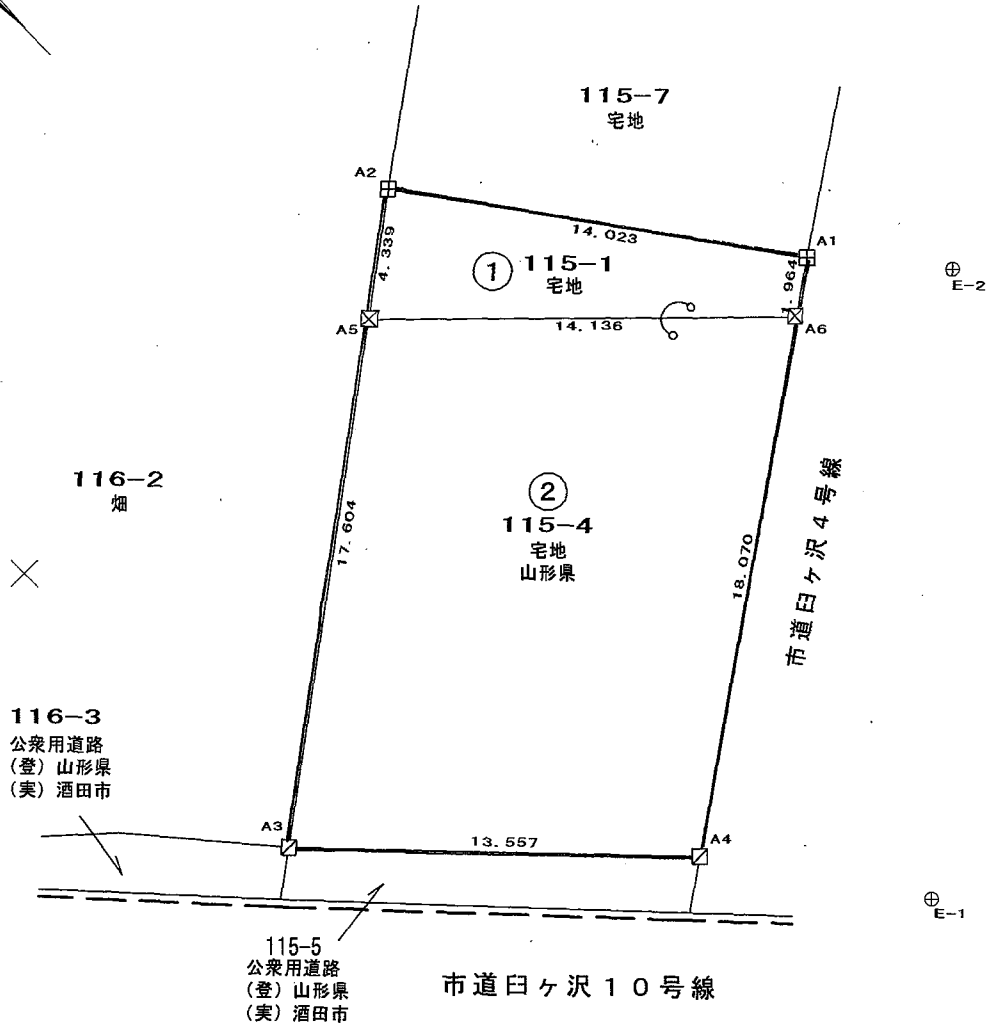 115-7
宅地
A2
14.023
A1
4.339
① 115-1
宅地
1.964
E-2
A5
14.136
A6
116-2
畑
②
115-4
宅地
山形県
17.604
18.070
市道臼ヶ沢4号線
116-3
公衆用道路
(登) 山形県
(実) 酒田市
A3
13.557
A4
E-1
115-5
公衆用道路
(登) 山形県
(実) 酒田市
市道臼ヶ沢10号線